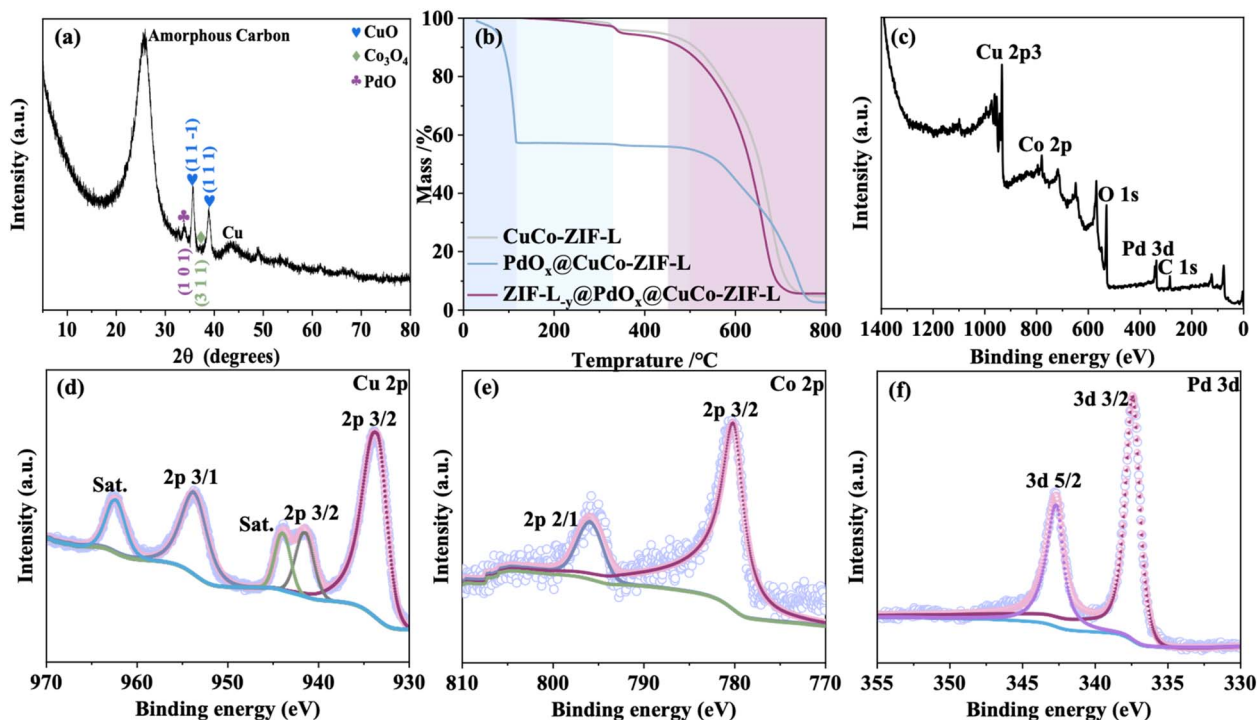 (a)
Amorphous Carbon
♥ CuO
♦ Co₃O₄
♣ PdO
(1 1 -1)
(1 1 1)
(1 0 1)
(3 1 1)
Cu
Intensity (a.u.)
10 20 30 40 50 60 70 80
2θ (degrees)
(b)
100
80
60
40
20
0
Mass /%
CuCo-ZIF-L
PdOₓ@CuCo-ZIF-L
ZIF-L₋y@PdOₓ@CuCo-ZIF-L
0 200 400 600 800
Temprature /°C
(c)
Cu 2p3
Co 2p
O 1s
Pd 3d
C 1s
Intensity (a.u.)
1400 1200 1000 800 600 400 200 0
Binding energy (eV)
(d)
Cu 2p
2p 3/2
2p 3/1
Sat.
Sat.
2p 3/2
Intensity (a.u.)
970 960 950 940 930
Binding energy (eV)
(e)
Co 2p
2p 3/2
2p 2/1
Intensity (a.u.)
810 800 790 780 770
Binding energy (eV)
(f)
Pd 3d
3d 3/2
3d 5/2
Intensity (a.u.)
355 350 345 340 335 330
Binding energy (eV)